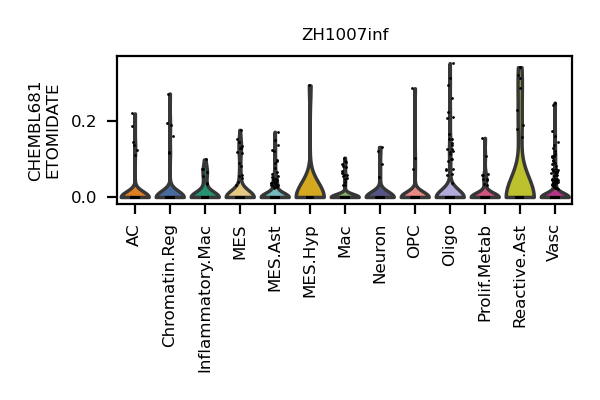 ZH1007inf
CHEMBL681
ETOMIDATE
0.2
0.0
AC
Chromatin.Reg
Inflammatory.Mac
MES
MES.Ast
MES.Hyp
Mac
Neuron
OPC
Oligo
Prolif.Metab
Reactive.Ast
Vasc